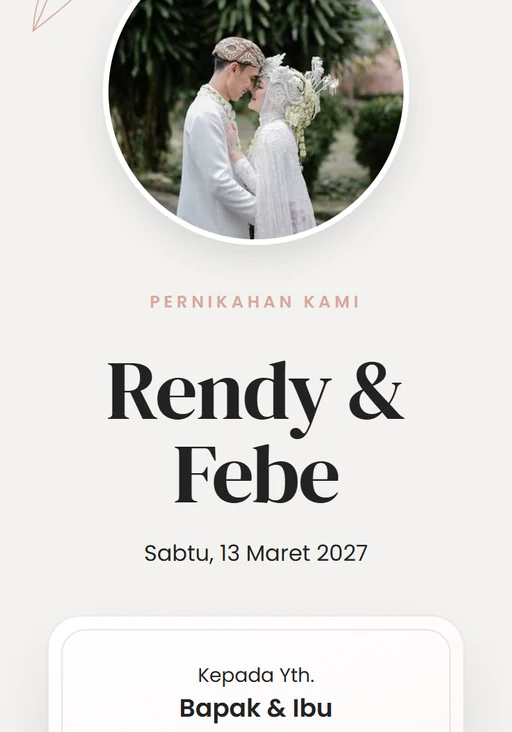 PERNIKAHAN KAMI
Rendy &
Febe
Sabtu, 13 Maret 2027
Kepada Yth.
Bapak & Ibu